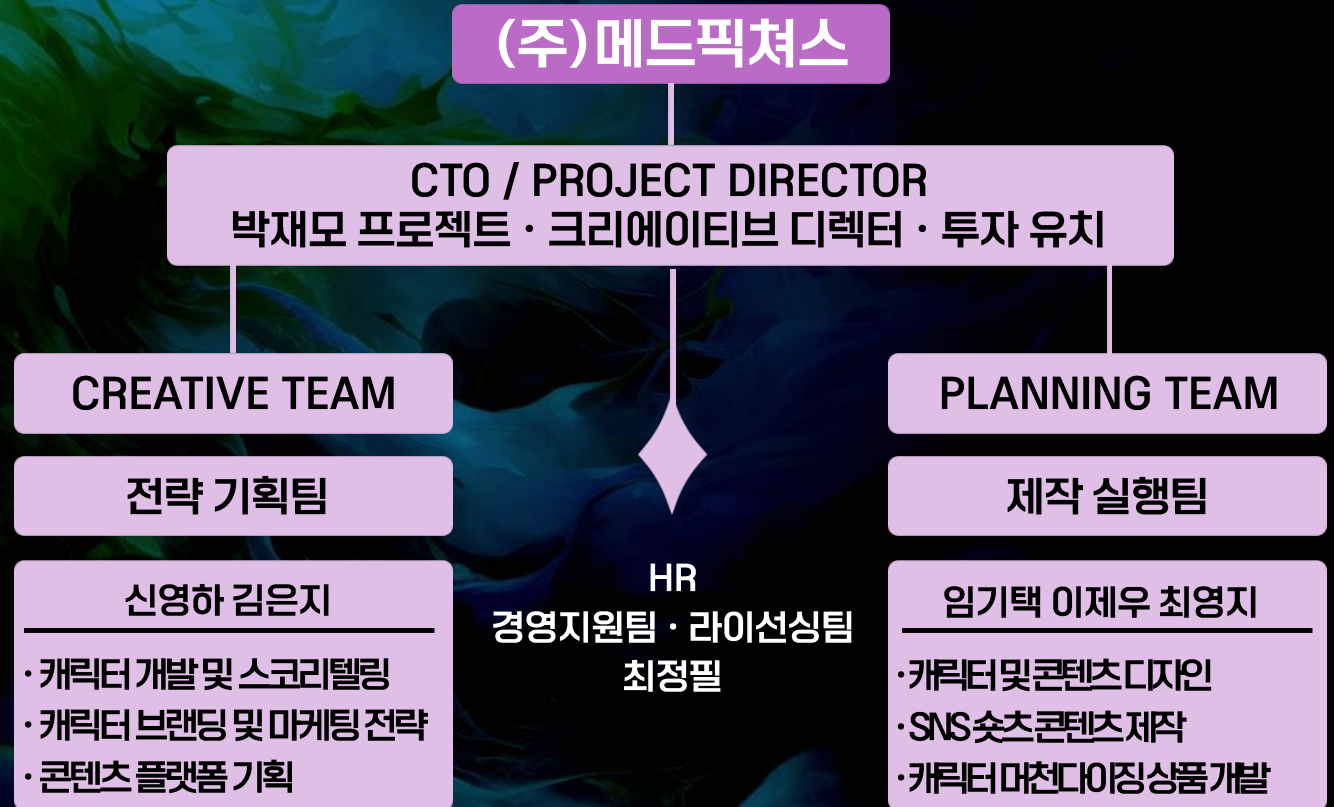 (주)메드픽쳐스
CTO / PROJECT DIRECTOR
박재모 프로젝트 · 크리에이티브 디렉터 · 투자 유치
CREATIVE TEAM
전략 기획팀
신영하 김은지
· 캐릭터 개발 및 스코리텔링
· 캐릭터 브랜딩 및 마케팅 전략
· 콘텐츠 플랫폼 기획
HR
경영지원팀 · 라이선싱팀
최정필
PLANNING TEAM
제작 실행팀
임기택 이제우 최영지
· 캐릭터 및 콘텐츠 디자인
· SNS 숏츠 콘텐츠 제작
· 캐릭터 머천다이징 상품 개발